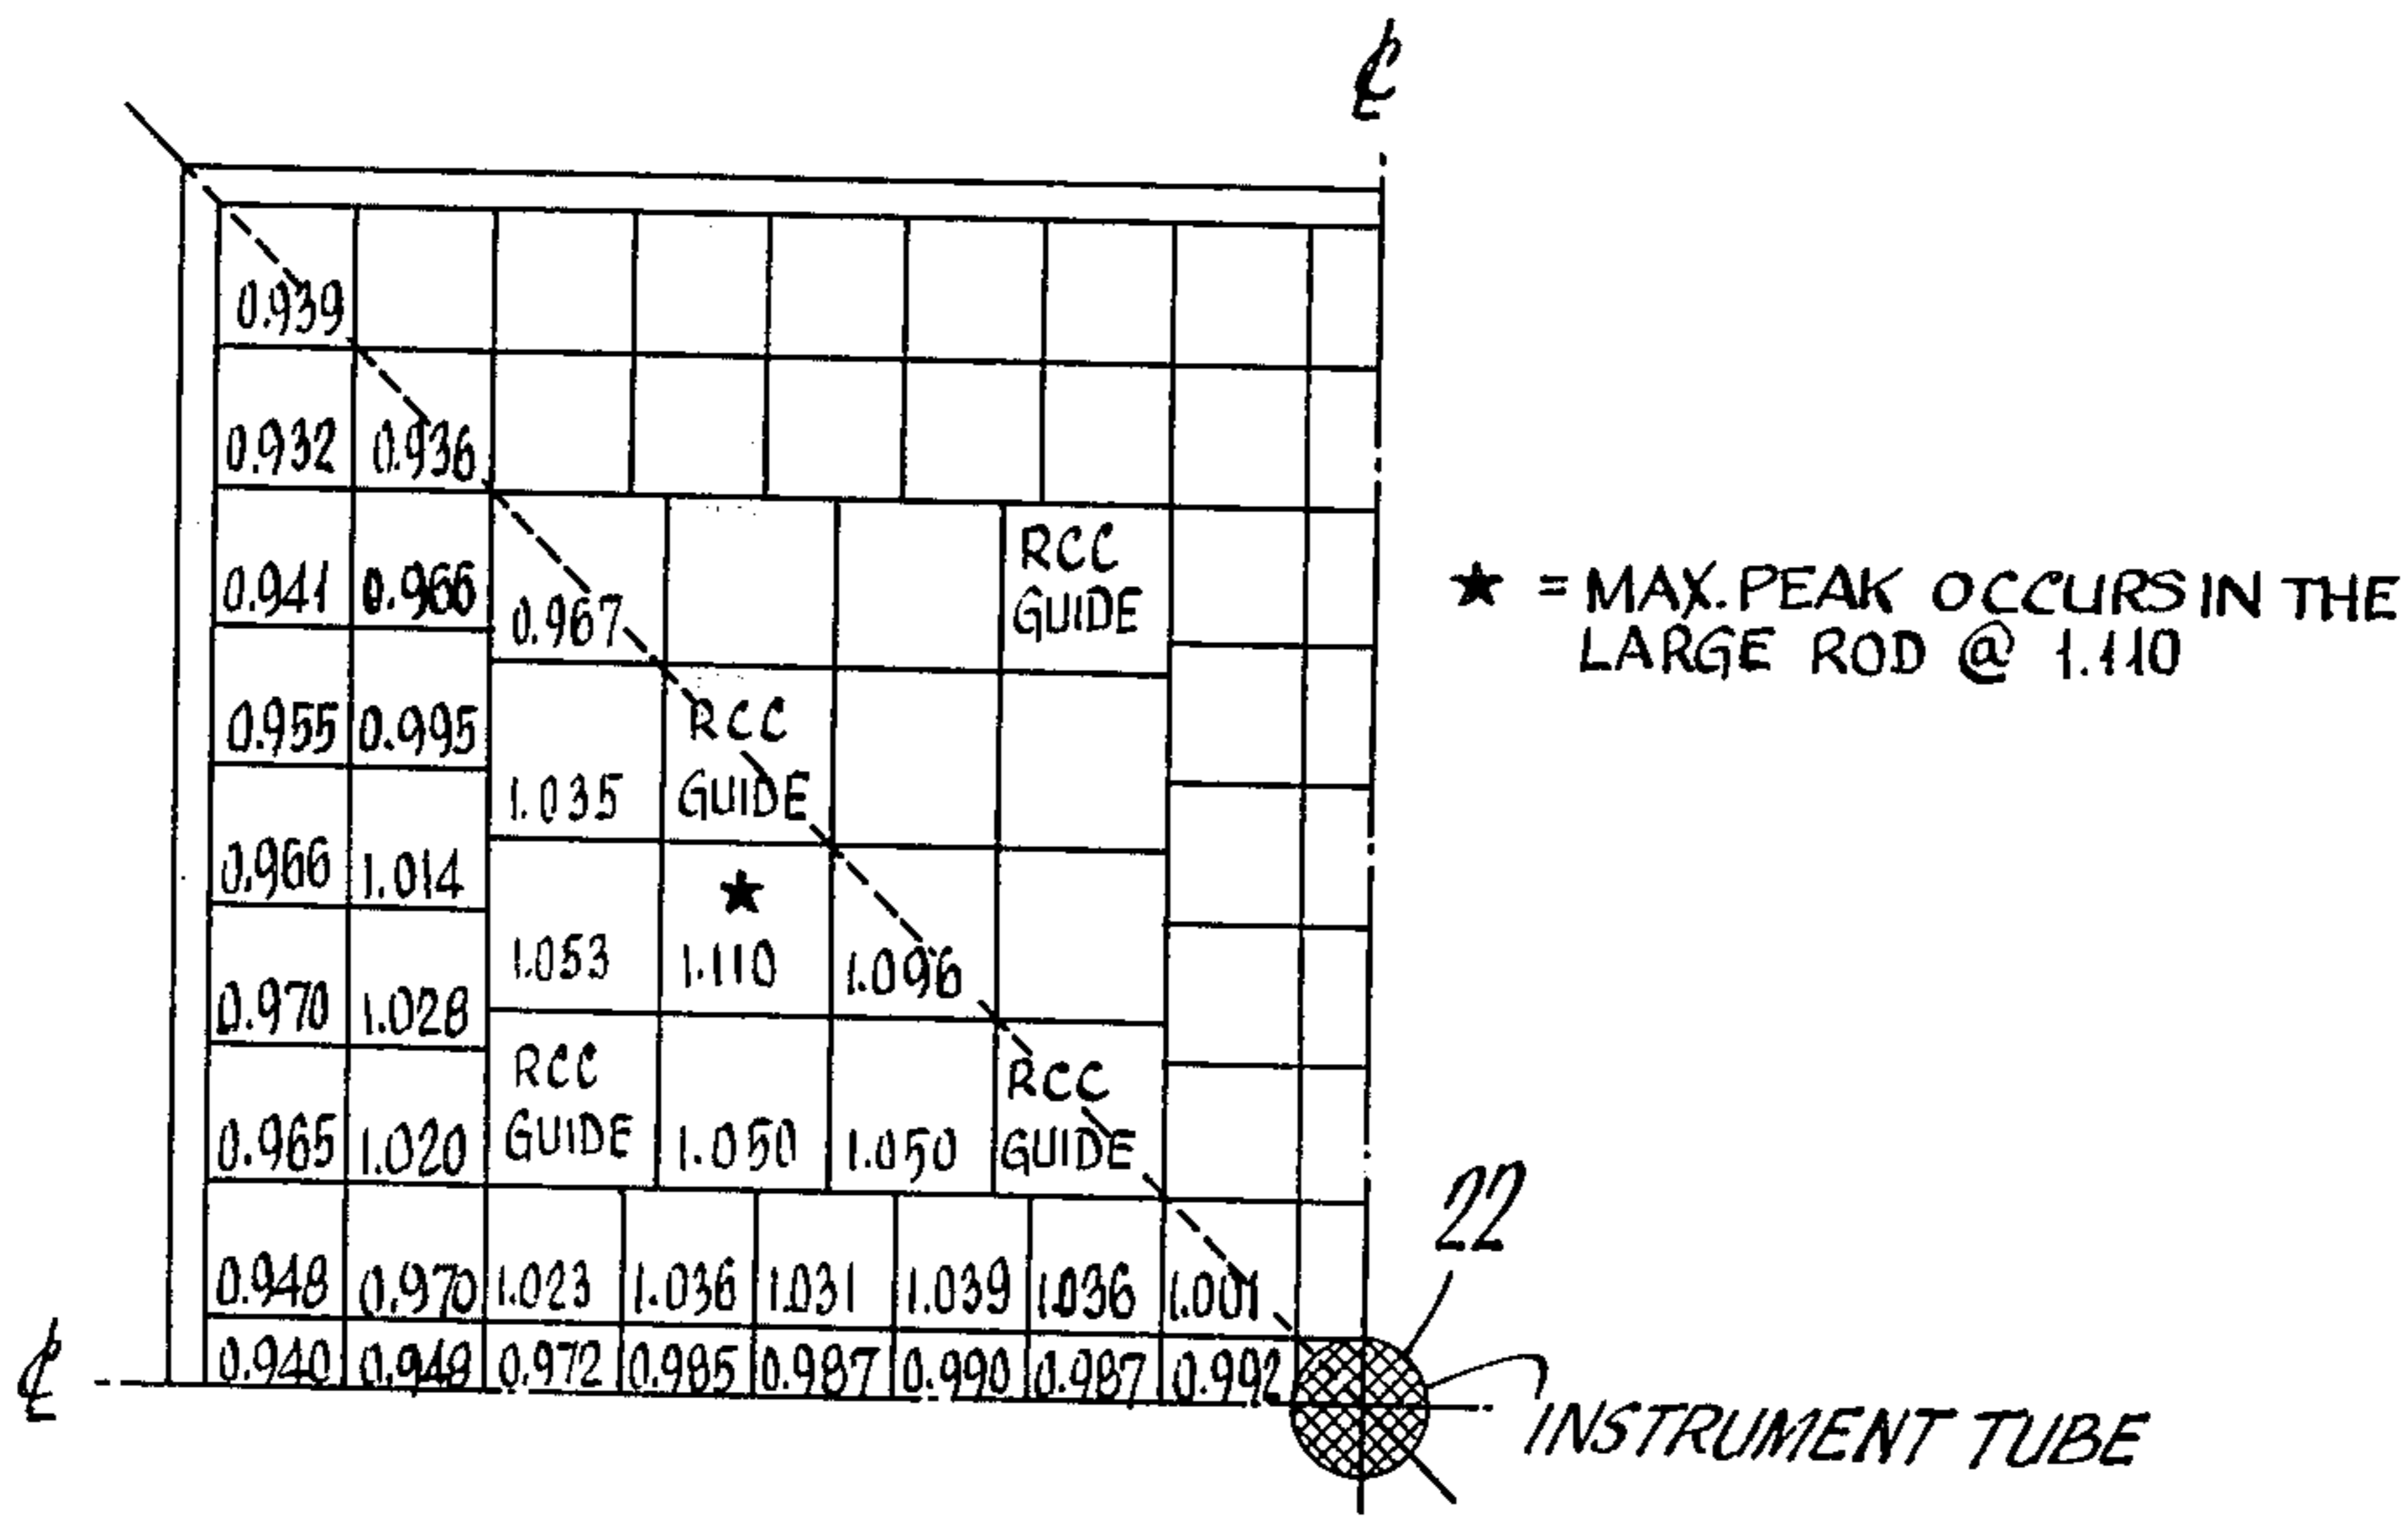 ℄
0.939
0.932 0.936
RCC
GUIDE
0.941 0.966 0.967
★ = MAX. PEAK OCCURS IN THE
LARGE ROD @ 1.110
0.955 0.995
RCC
GUIDE
1.035
0.966 1.014
★
1.053 1.110 1.096
0.970 1.028
RCC
GUIDE
RCC
GUIDE
0.965 1.020 1.050 1.050
22
0.948 0.970 1.023 1.036 1.031 1.039 1.036 1.001
℄
0.940 0.949 0.972 0.985 0.987 0.990 0.987 0.992
INSTRUMENT TUBE